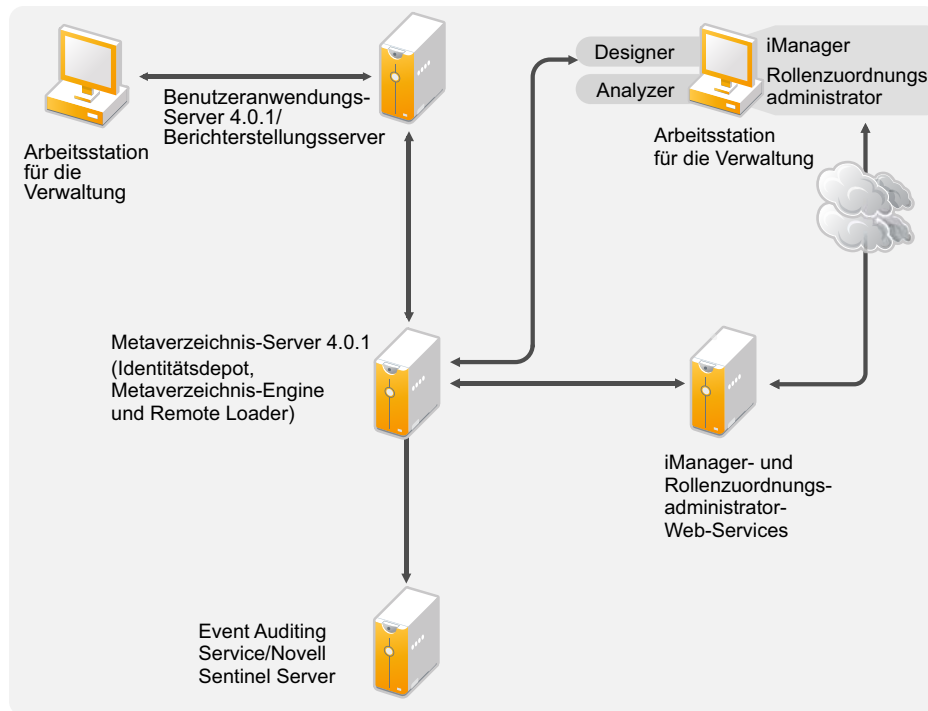 Designer
Analyzer
iManager
Rollenzuordnungs
administrator
Benutzeranwendungs-
Server 4.0.1/
Berichterstellungsserver
Arbeitsstation
für die
Verwaltung
Arbeitsstation
für die Verwaltung
Metaverzeichnis-Server 4.0.1
(Identitätsdepot,
Metaverzeichnis-Engine
und Remote Loader)
iManager- und
Rollenzuordnungs-
administrator-
Web-Services
Event Auditing
Service/Novell
Sentinel Server